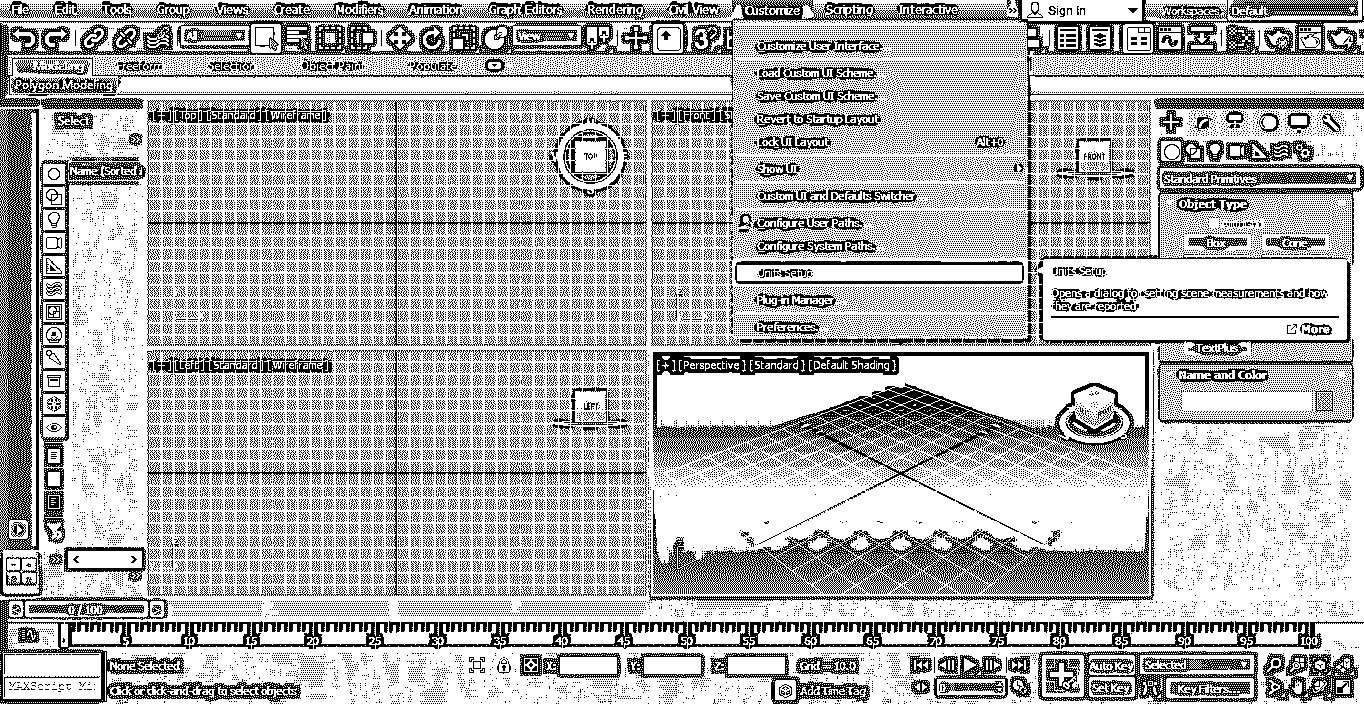 File Edit Tools Group Views Create Modifiers Animation Graph Editors Rendering Civil View Customize Scripting Interactive Sign In Workspaces: Default
Modeling Freeform Selection Object Paint Populate
Polygon Modeling
Customize User Interface...
Load Custom UI Scheme...
Save Custom UI Scheme...
Revert to Startup Layout
Lock UI Layout Alt+0
Show UI
Custom UI and Defaults Switcher
Configure User Paths...
Configure System Paths...
Units Setup...
Plug-in Manager
Preferences...
Units Setup...
Opens a dialog for setting scene measurements and how
they are reported.
More
Select
Name (Sorted
[+] [Top] [Standard] [Wireframe]
TOP
[+] [Front]
FRONT
[+] [Left] [Standard] [Wireframe]
LEFT
[+] [Perspective] [Standard] [Default Shading]
Standard Primitives
Object Type
Box Cone
TextPlus
Name and Color
0 / 100
5 10 15 20 25 30 35 40 45 50 55 60 65 70 75 80 85 90 95 100
None Selected
X: Y: Z: Grid = 10.0
Auto Key Selected
MAXScript Mi
Click or click-and-drag to select objects
Add Time Tag
0
Set Key Key Filters...